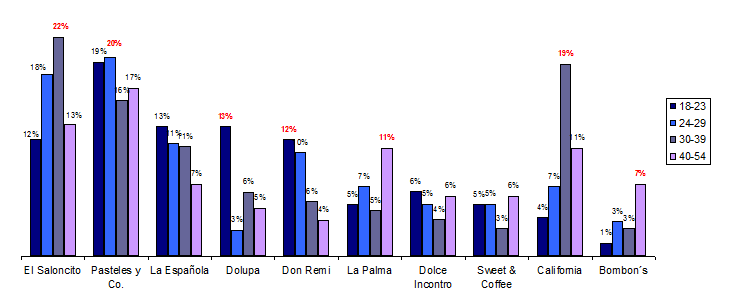 22%
19% 20%
18%
17%
16%
12% 13%
13% 11% 11% 7%
13% 3% 6% 5%
12% 0% 6% 4%
5% 7% 5% 11%
6% 5% 4% 6%
5% 5% 3% 6%
4% 7% 19% 11%
1% 3% 3% 7%
18-23
24-29
30-39
40-54
El Saloncito Pasteles y La Española Dolupa Don Remi La Palma Dolce Sweet & California Bombon´s
Co. Incontro Coffee